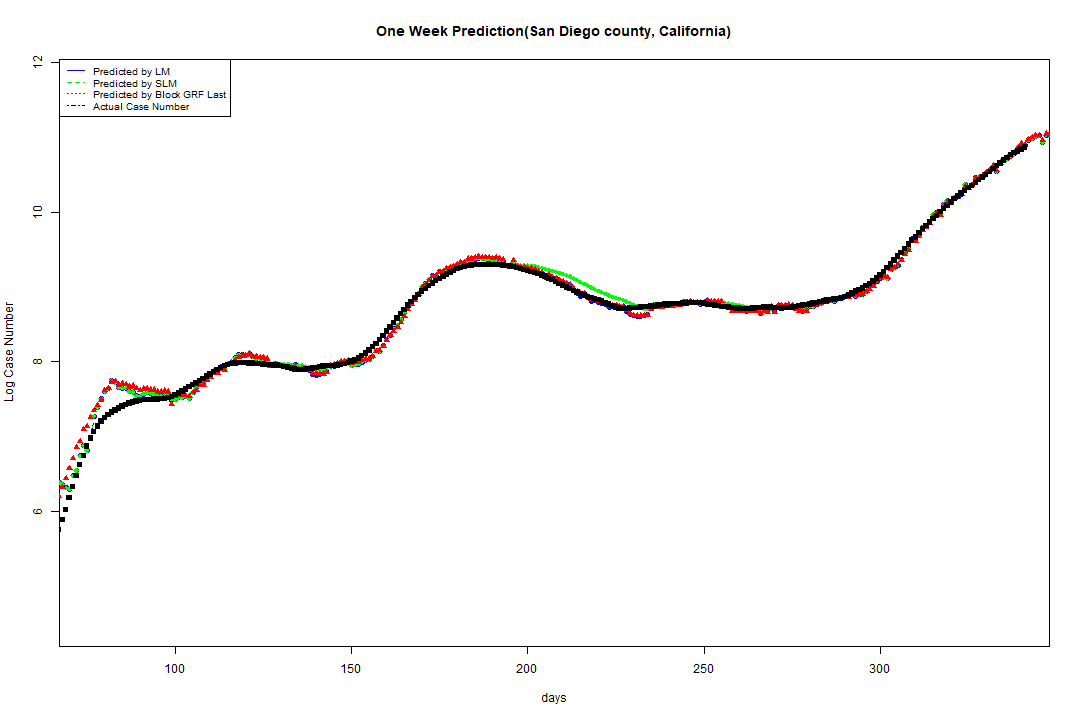 One Week Prediction(San Diego county, California)
Predicted by LM
Predicted by SLM
Predicted by Block GRF Last
Actual Case Number
12
10
8
6
Log Case Number
100 150 200 250 300
days